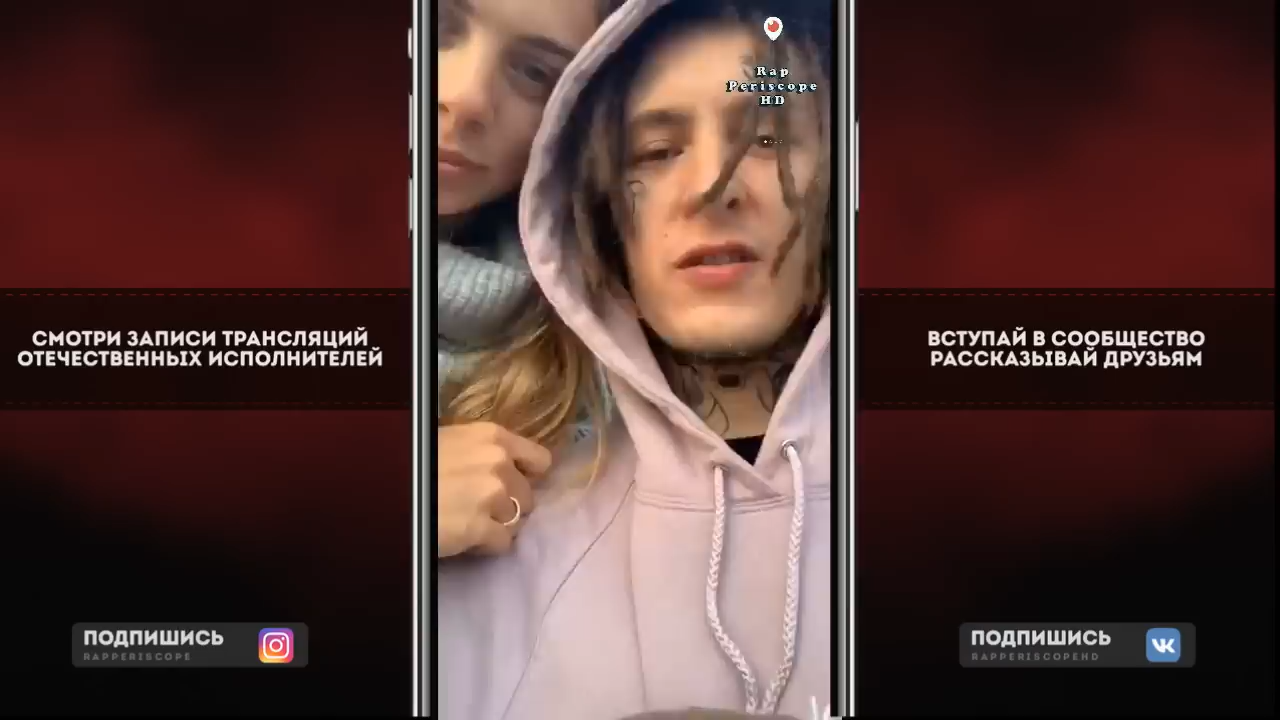 Rap
Periscope
HD
СМОТРИ ЗАПИСИ ТРАНСЛЯЦИЙ
ОТЕЧЕСТВЕННЫХ ИСПОЛНИТЕЛЕЙ
ВСТУПАЙ В СООБЩЕСТВО
РАССКАЗЫВАЙ ДРУЗЬЯМ
ПОДПИШИСЬ
RAPPERISCOPE
ПОДПИШИСЬ
RAPPERISCOPEHD